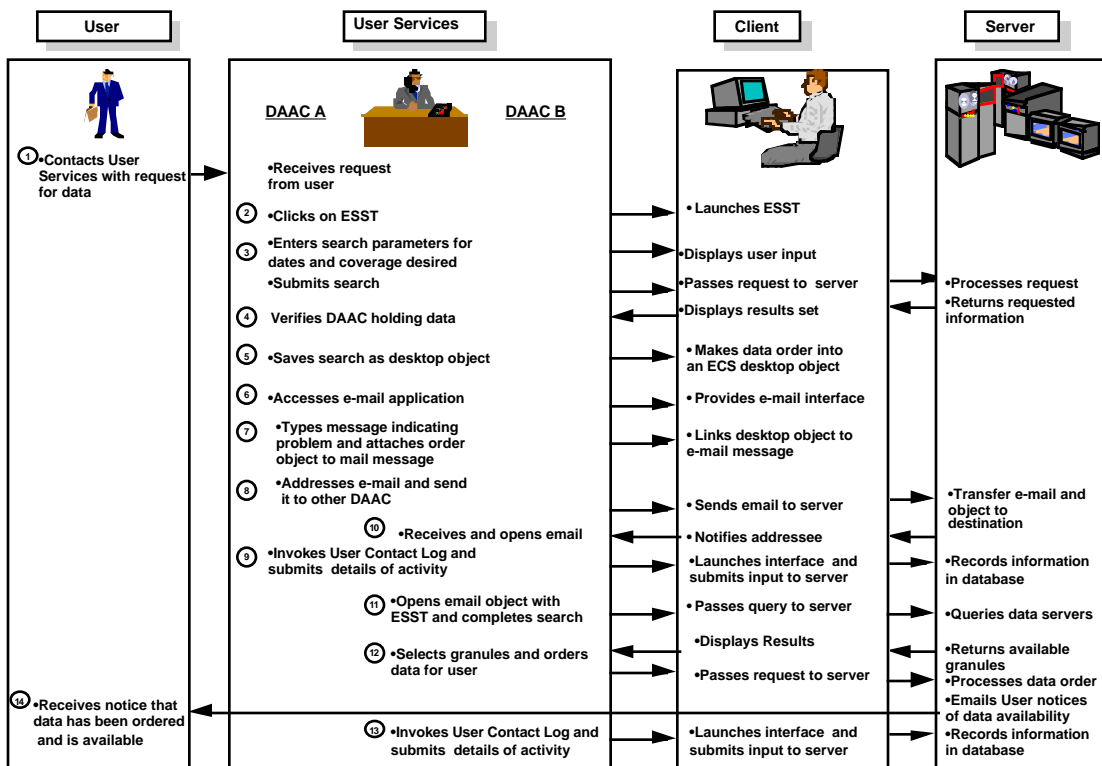 User
User Services
Client
Server
DAAC A
DAAC B
1
•Contacts User
Services with request
for data
•Receives request
from user
2
•Clicks on ESST
• Launches ESST
3
•Enters search parameters for
dates and coverage desired
•Displays user input
•Submits search
•Passes request to server
•Processes request
4
Verifies DAAC holding data
•Displays results set
•Returns requested
information
5
•Saves search as desktop object
• Makes data order into
an ECS desktop object
6
•Accesses e-mail application
• Provides e-mail interface
7
•Types message indicating
problem and attaches order
object to mail message
• Links desktop object to
e-mail message
8
•Addresses e-mail and send
it to other DAAC
• Sends email to server
•Transfer e-mail and
object to
destination
10
•Receives and opens email
• Notifies addressee
9
•Invokes User Contact Log and
submits details of activity
•Launches interface and
submits input to server
•Records information
in database
11
•Opens email object with
ESST and completes search
• Passes query to server
•Queries data servers
•Displays Results
•Returns available
granules
12
•Selects granules and orders
data for user
•Passes request to server
•Processes data order
14
•Receives notice that
data has been ordered
and is available
•Emails User notices
of data availability
13
•Invokes User Contact Log and
submits details of activity
•Launches interface and
submits input to server
•Records information
in database